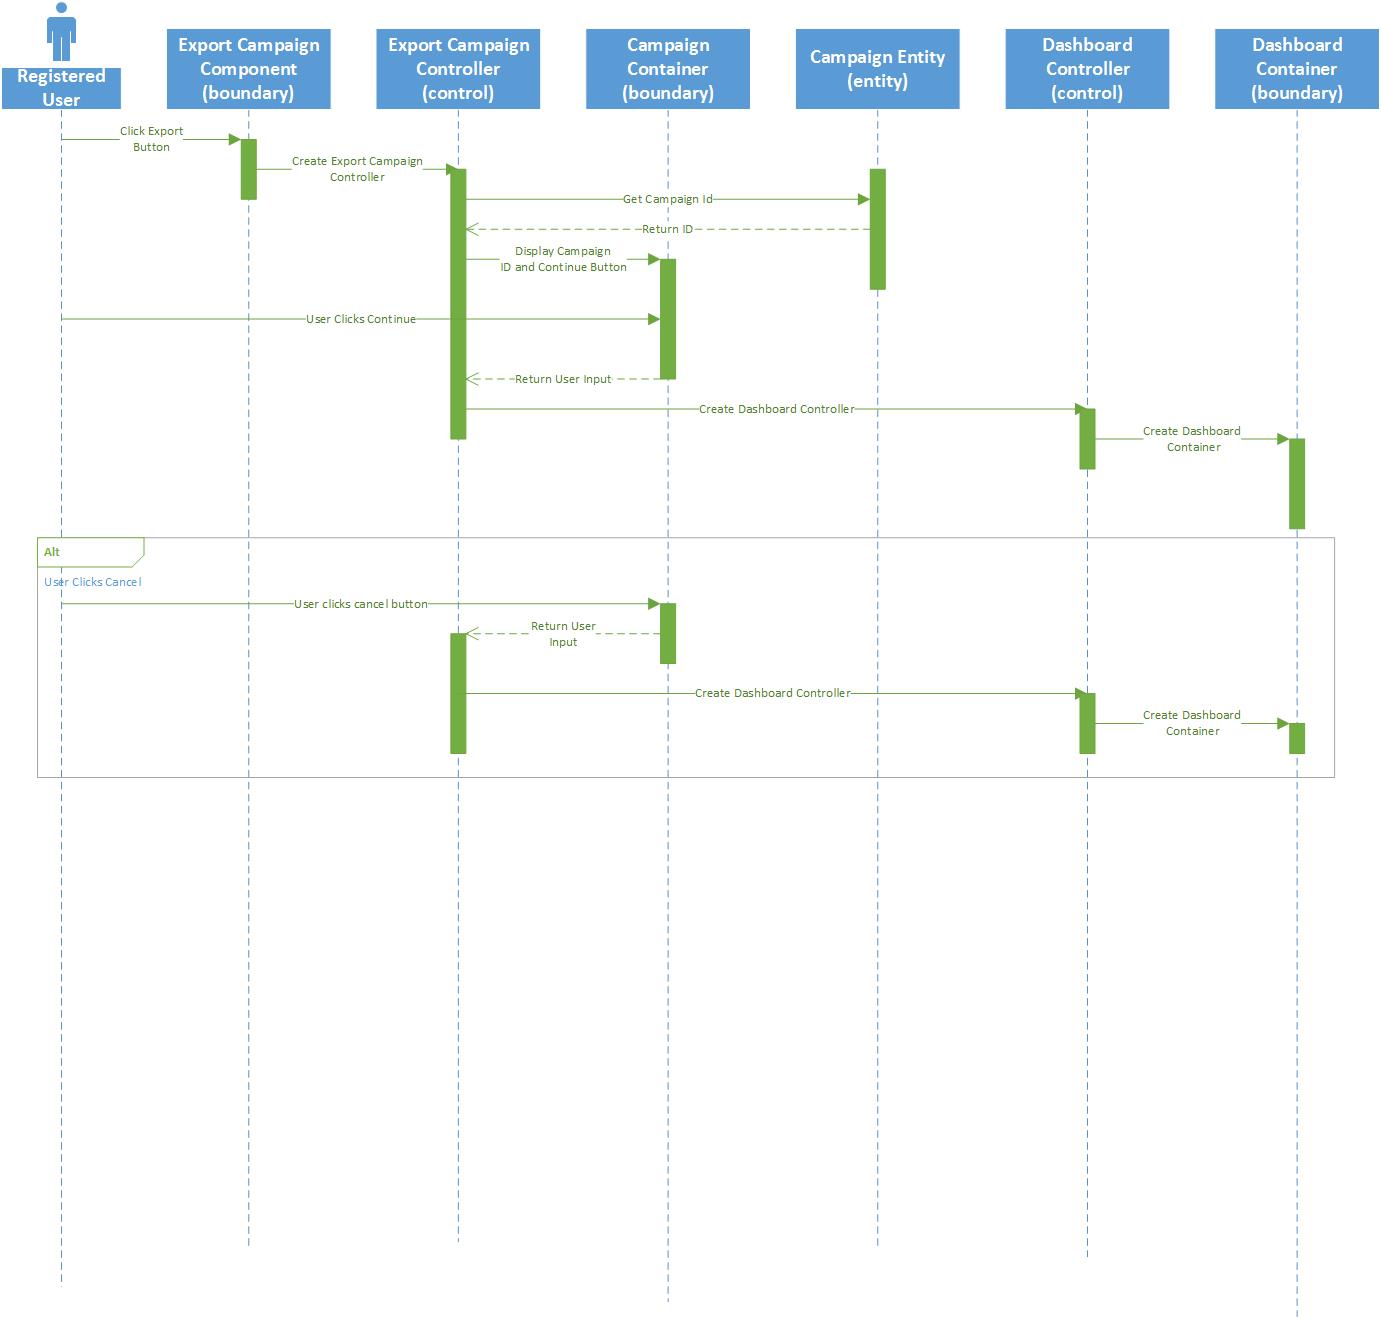 Registered
User
Export Campaign
Component
(boundary)
Export Campaign
Controller
(control)
Campaign
Container
(boundary)
Campaign Entity
(entity)
Dashboard
Controller
(control)
Dashboard
Container
(boundary)
Click Export
Button
Create Export Campaign
Controller
Get Campaign Id
Return ID
Display Campaign
ID and Continue Button
User Clicks Continue
Return User Input
Create Dashboard Controller
Create Dashboard
Container
Alt
User Clicks Cancel
User clicks cancel button
Return User
Input
Create Dashboard Controller
Create Dashboard
Container